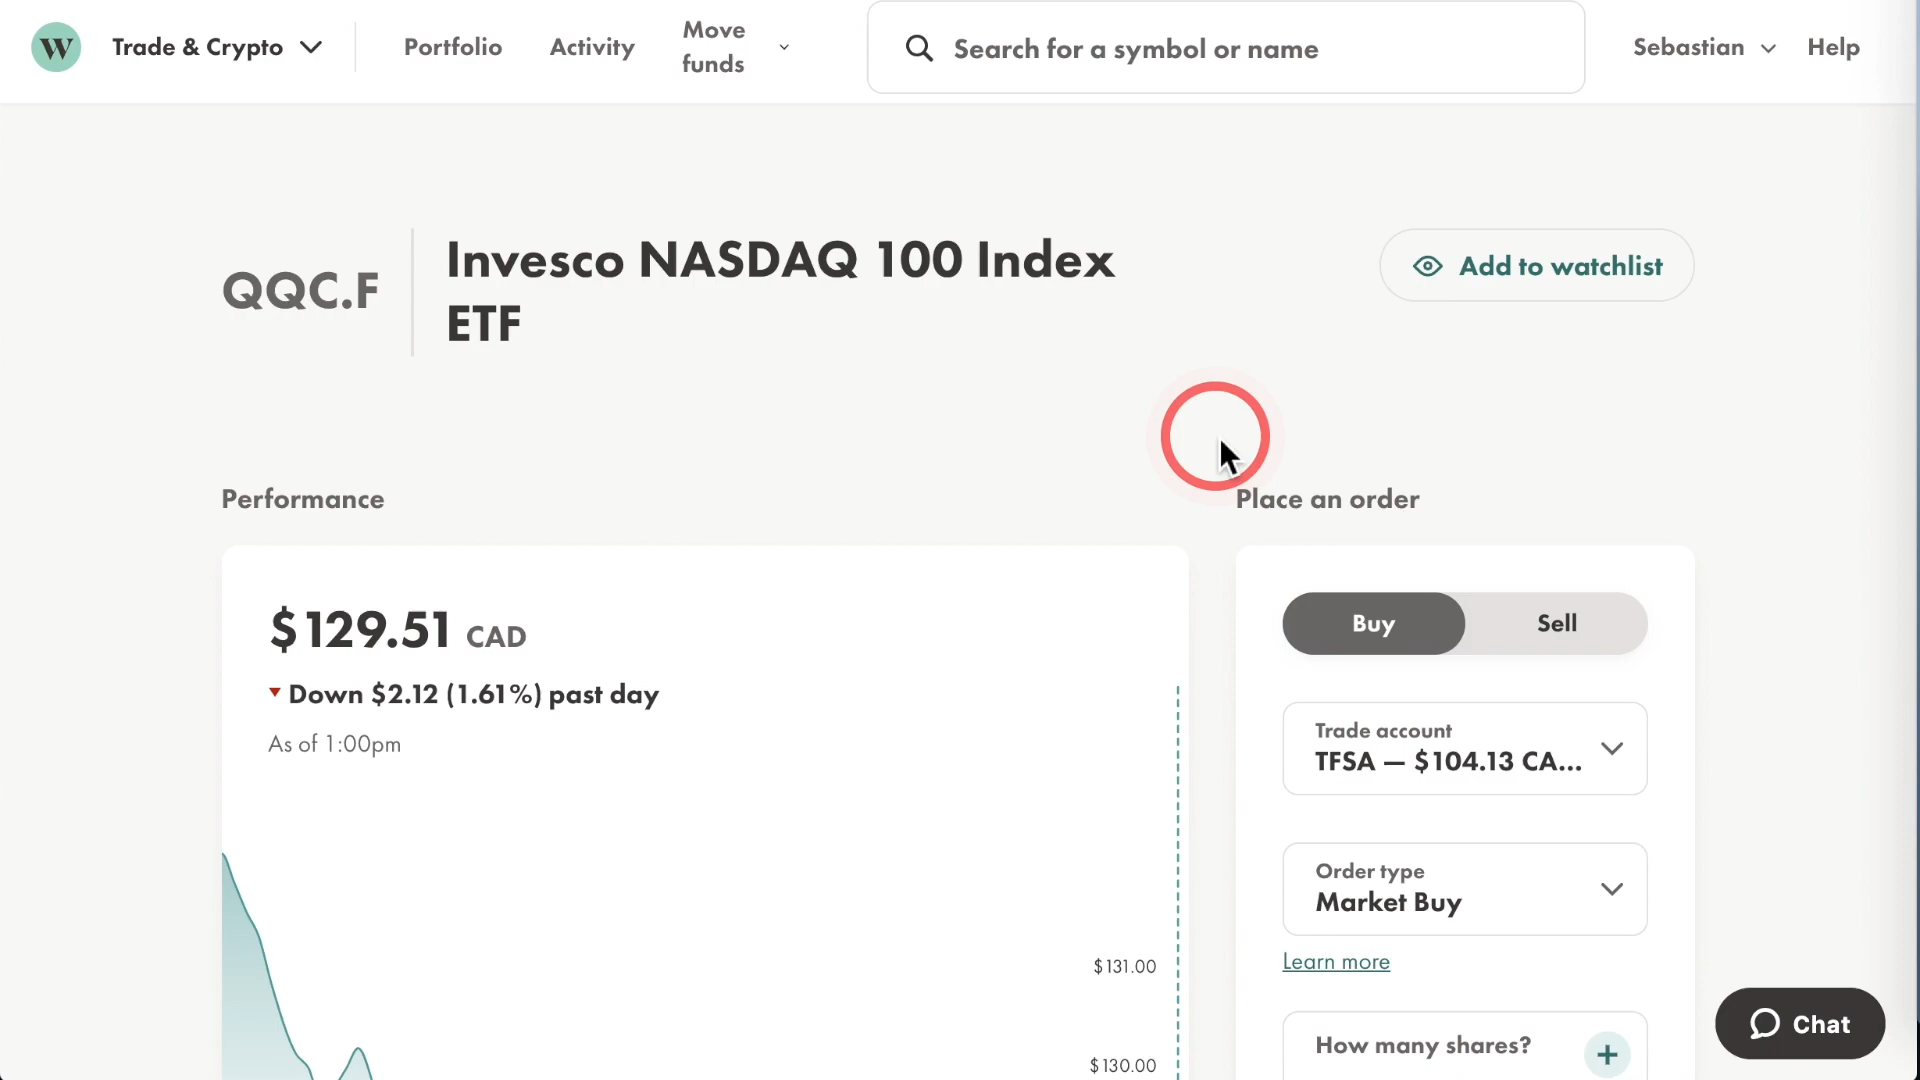 W
Trade & Crypto
Portfolio
Activity
Move
funds
Search for a symbol or name
Sebastian
Help
QQC.F
Invesco NASDAQ 100 Index
ETF
Add to watchlist
Performance
Place an order
$129.51 CAD
Down $2.12 (1.61%) past day
As of 1:00pm
$131.00
$130.00
Buy
Sell
Trade account
TFSA — $104.13 CA...
Order type
Market Buy
Learn more
How many shares?
+
Chat